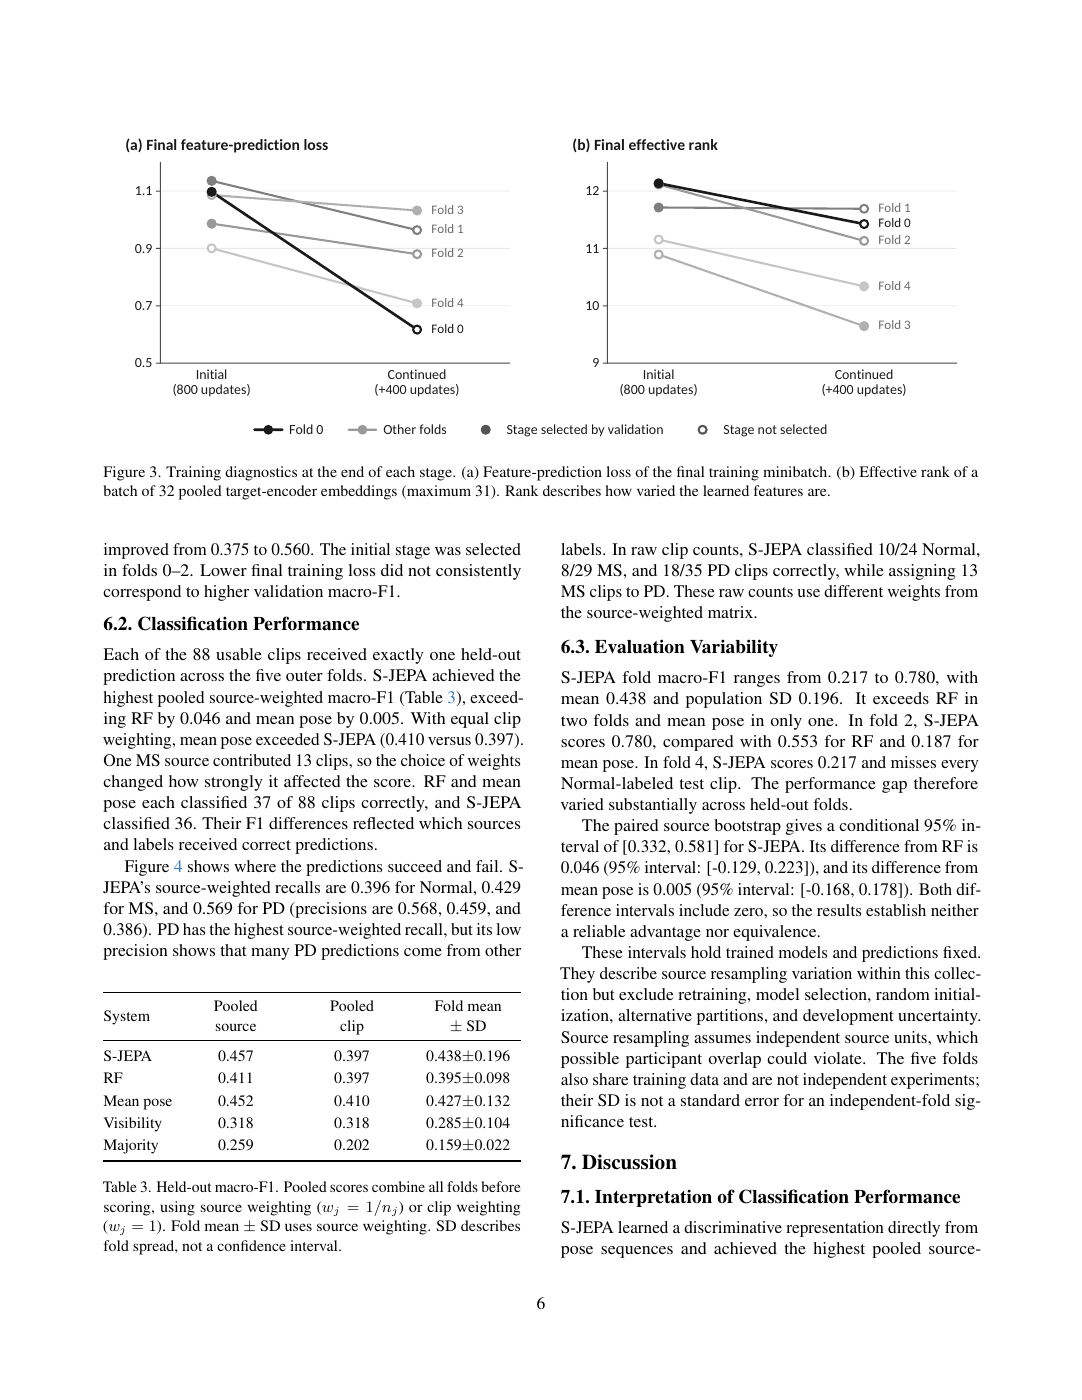 (a) Final feature-prediction loss
1.1
0.9
0.7
0.5
Fold 3
Fold 1
Fold 2
Fold 4
Fold 0
Initial
(800 updates)
Continued
(+400 updates)
(b) Final effective rank
12
11
10
9
Fold 1
Fold 0
Fold 2
Fold 4
Fold 3
Initial
(800 updates)
Continued
(+400 updates)
Fold 0 Other folds Stage selected by validation Stage not selected
Figure 3. Training diagnostics at the end of each stage. (a) Feature-prediction loss of the final training minibatch. (b) Effective rank of a
batch of 32 pooled target-encoder embeddings (maximum 31). Rank describes how varied the learned features are.
improved from 0.375 to 0.560. The initial stage was selected
in folds 0–2. Lower final training loss did not consistently
correspond to higher validation macro-F1.
6.2. Classification Performance
Each of the 88 usable clips received exactly one held-out
prediction across the five outer folds. S-JEPA achieved the
highest pooled source-weighted macro-F1 (Table 3), exceed-
ing RF by 0.046 and mean pose by 0.005. With equal clip
weighting, mean pose exceeded S-JEPA (0.410 versus 0.397).
One MS source contributed 13 clips, so the choice of weights
changed how strongly it affected the score. RF and mean
pose each classified 37 of 88 clips correctly, and S-JEPA
classified 36. Their F1 differences reflected which sources
and labels received correct predictions.
Figure 4 shows where the predictions succeed and fail. S-
JEPA's source-weighted recalls are 0.396 for Normal, 0.429
for MS, and 0.569 for PD (precisions are 0.568, 0.459, and
0.386). PD has the highest source-weighted recall, but its low
precision shows that many PD predictions come from other
System Pooled source Pooled clip Fold mean ± SD
S-JEPA 0.457 0.397 0.438±0.196
RF 0.411 0.397 0.395±0.098
Mean pose 0.452 0.410 0.427±0.132
Visibility 0.318 0.318 0.285±0.104
Majority 0.259 0.202 0.159±0.022
Table 3. Held-out macro-F1. Pooled scores combine all folds before
scoring, using source weighting (wj = 1/nj) or clip weighting
(wj = 1). Fold mean ± SD uses source weighting. SD describes
fold spread, not a confidence interval.
labels. In raw clip counts, S-JEPA classified 10/24 Normal,
8/29 MS, and 18/35 PD clips correctly, while assigning 13
MS clips to PD. These raw counts use different weights from
the source-weighted matrix.
6.3. Evaluation Variability
S-JEPA fold macro-F1 ranges from 0.217 to 0.780, with
mean 0.438 and population SD 0.196. It exceeds RF in
two folds and mean pose in only one. In fold 2, S-JEPA
scores 0.780, compared with 0.553 for RF and 0.187 for
mean pose. In fold 4, S-JEPA scores 0.217 and misses every
Normal-labeled test clip. The performance gap therefore
varied substantially across held-out folds.
The paired source bootstrap gives a conditional 95% in-
terval of [0.332, 0.581] for S-JEPA. Its difference from RF is
0.046 (95% interval: [-0.129, 0.223]), and its difference from
mean pose is 0.005 (95% interval: [-0.168, 0.178]). Both dif-
ference intervals include zero, so the results establish neither
a reliable advantage nor equivalence.
These intervals hold trained models and predictions fixed.
They describe source resampling variation within this collec-
tion but exclude retraining, model selection, random initial-
ization, alternative partitions, and development uncertainty.
Source resampling assumes independent source units, which
possible participant overlap could violate. The five folds
also share training data and are not independent experiments;
their SD is not a standard error for an independent-fold sig-
nificance test.
7. Discussion
7.1. Interpretation of Classification Performance
S-JEPA learned a discriminative representation directly from
pose sequences and achieved the highest pooled source-
6